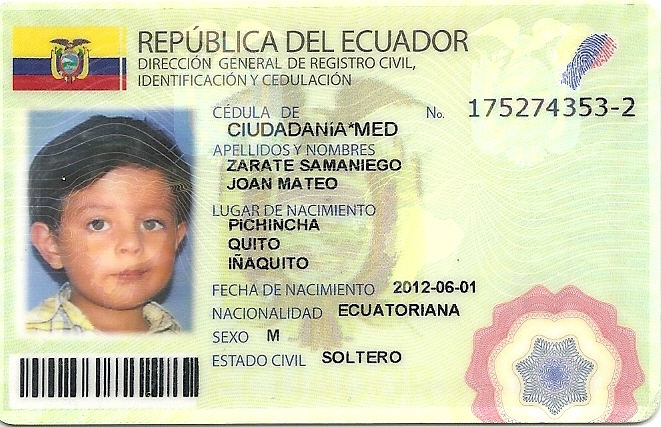 REPÚBLICA DEL ECUADOR
DIRECCIÓN GENERAL DE REGISTRO CIVIL,
IDENTIFICACIÓN Y CEDULACIÓN
CÉDULA DE No. 175274353-2
CIUDADANíA*MED
APELLIDOS Y NOMBRES
ZARATE SAMANIEGO
JOAN MATEO
LUGAR DE NACIMIENTO
PiCHINCHA
QUITO
IÑAQUITO
FECHA DE NACIMIENTO 2012-06-01
NACIONALIDAD ECUATORIANA
SEXO M
ESTADO CIVIL SOLTERO